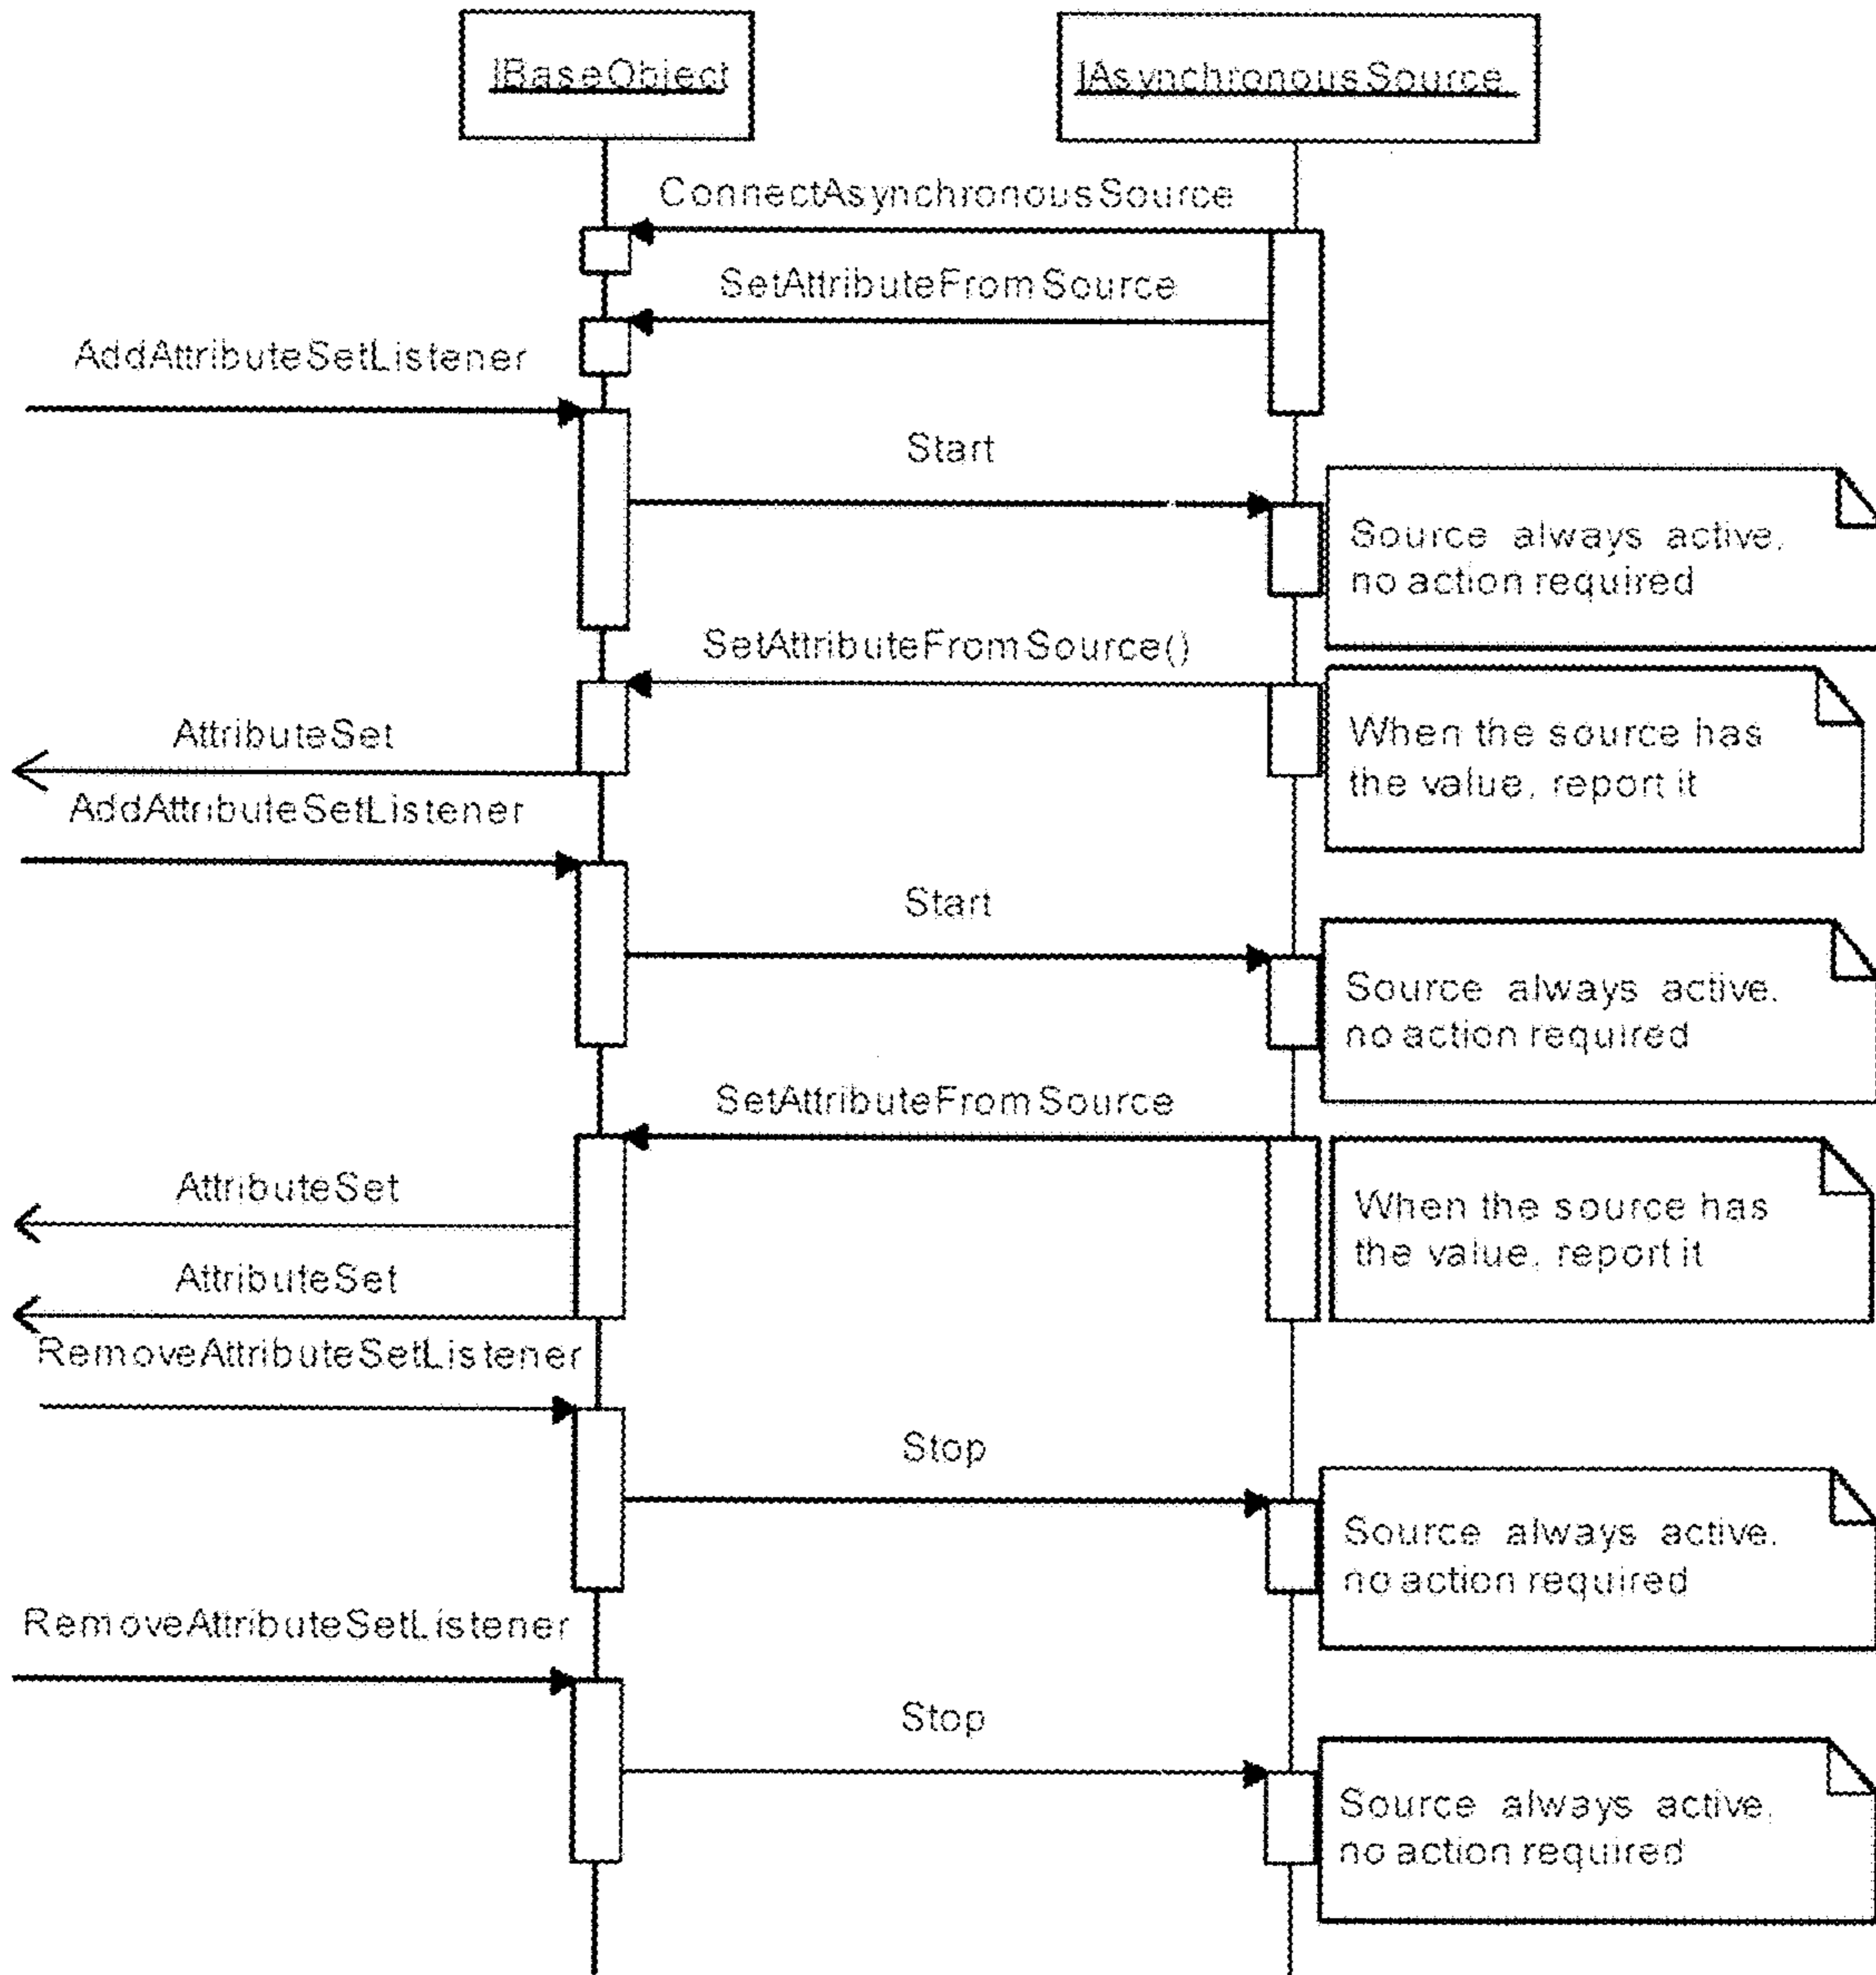 IBaseObject
IAsynchronousSource
ConnectAsynchronousSource
SetAttributeFromSource
AddAttributeSetListener
Start
Source always active,
no action required
SetAttributeFromSource()
When the source has
the value, report it
AttributeSet
AddAttributeSetListener
Start
Source always active,
no action required
SetAttributeFromSource
When the source has
the value, report it
AttributeSet
AttributeSet
RemoveAttributeSetListener
Stop
Source always active,
no action required
RemoveAttributeSetListener
Stop
Source always active,
no action required